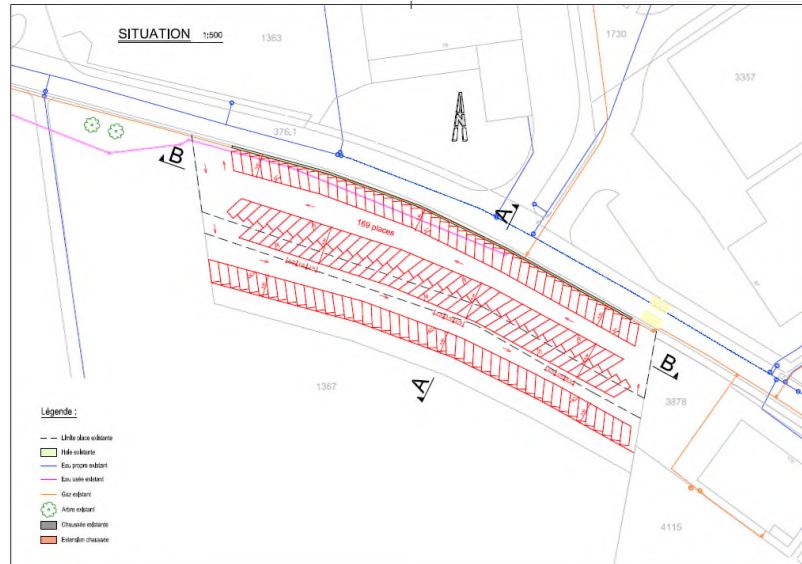 SITUATION 1:500
1363
1730
3357
376,1
B
A
169 places
B
A
1367
3878
4115
Légende :
Limite place existante
Haie existante
Eau propre existant
Eau usée existant
Gaz existant
Arbre existant
Chaussée existante
Extension chaussée